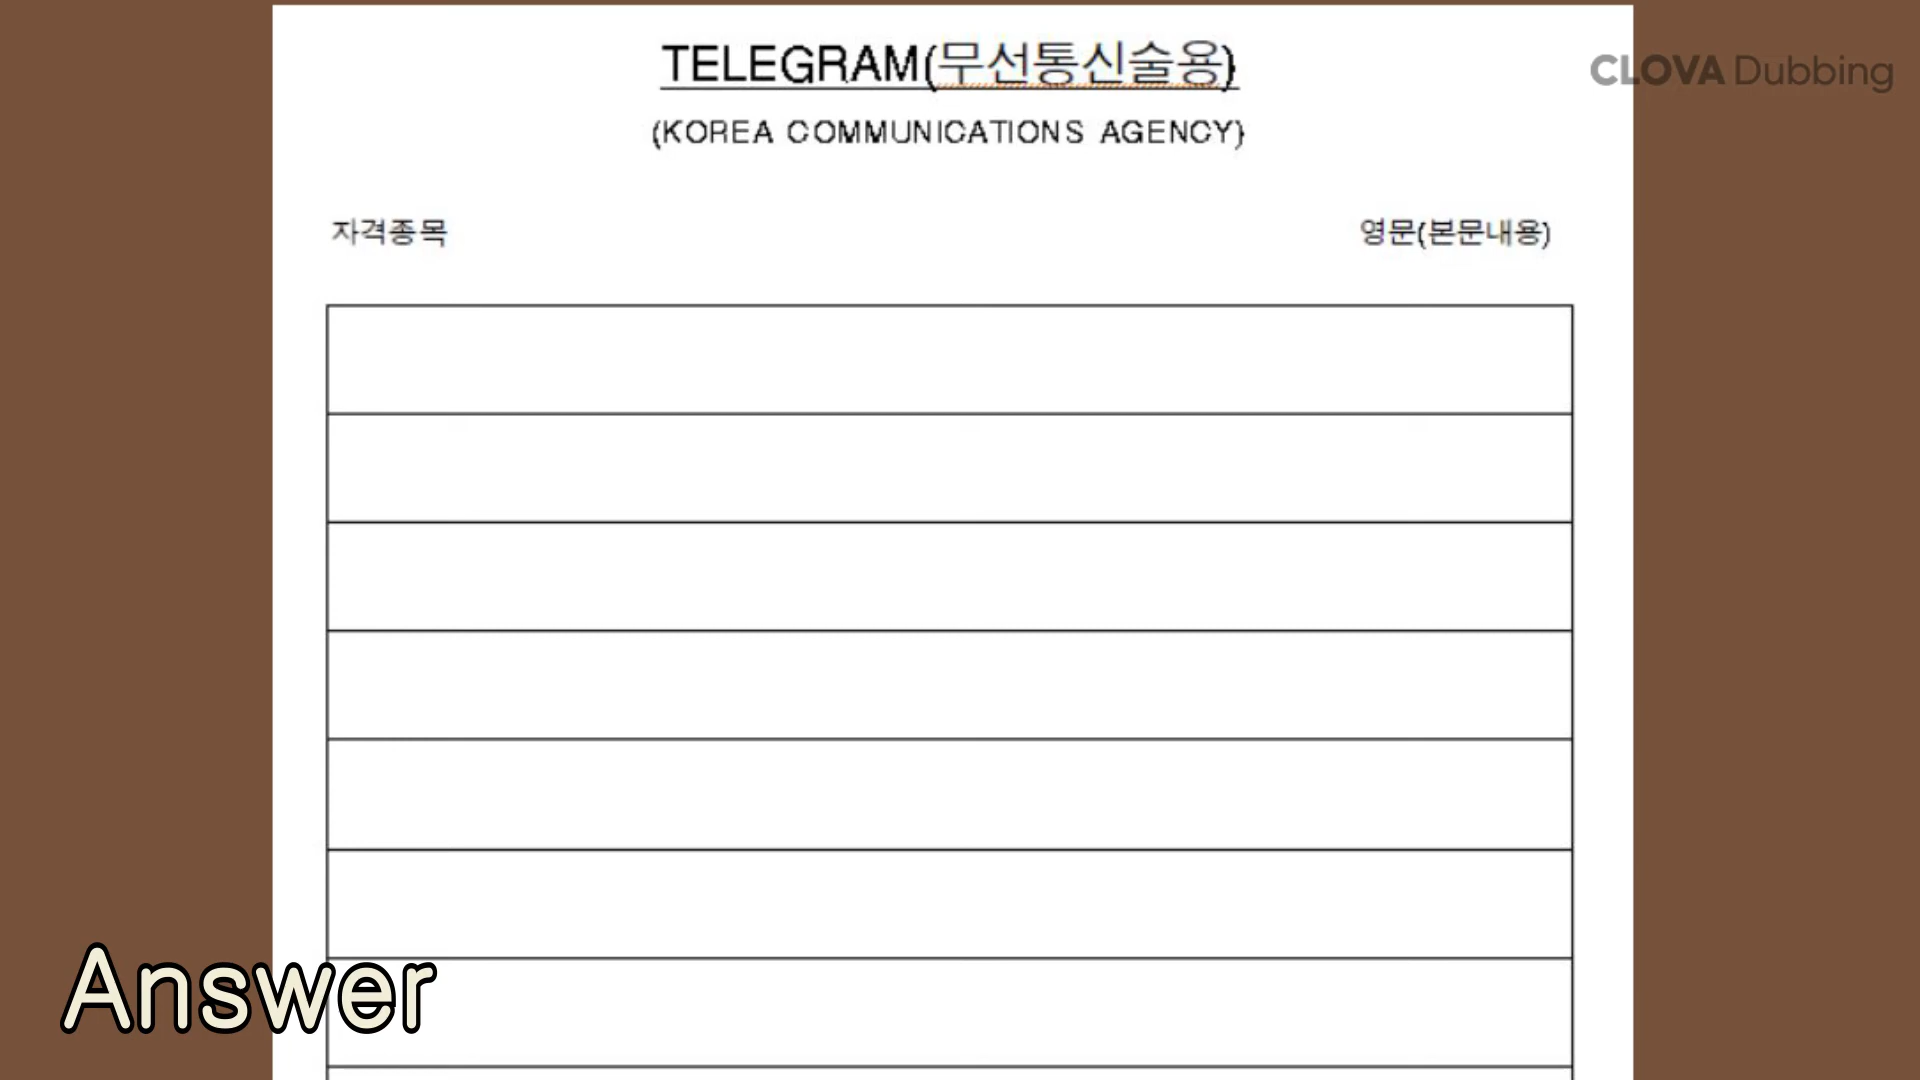 TELEGRAM(무선통신술용)
CLOVA Dubbing
(KOREA COMMUNICATIONS AGENCY)
자격종목 영문(본문내용)
Answer